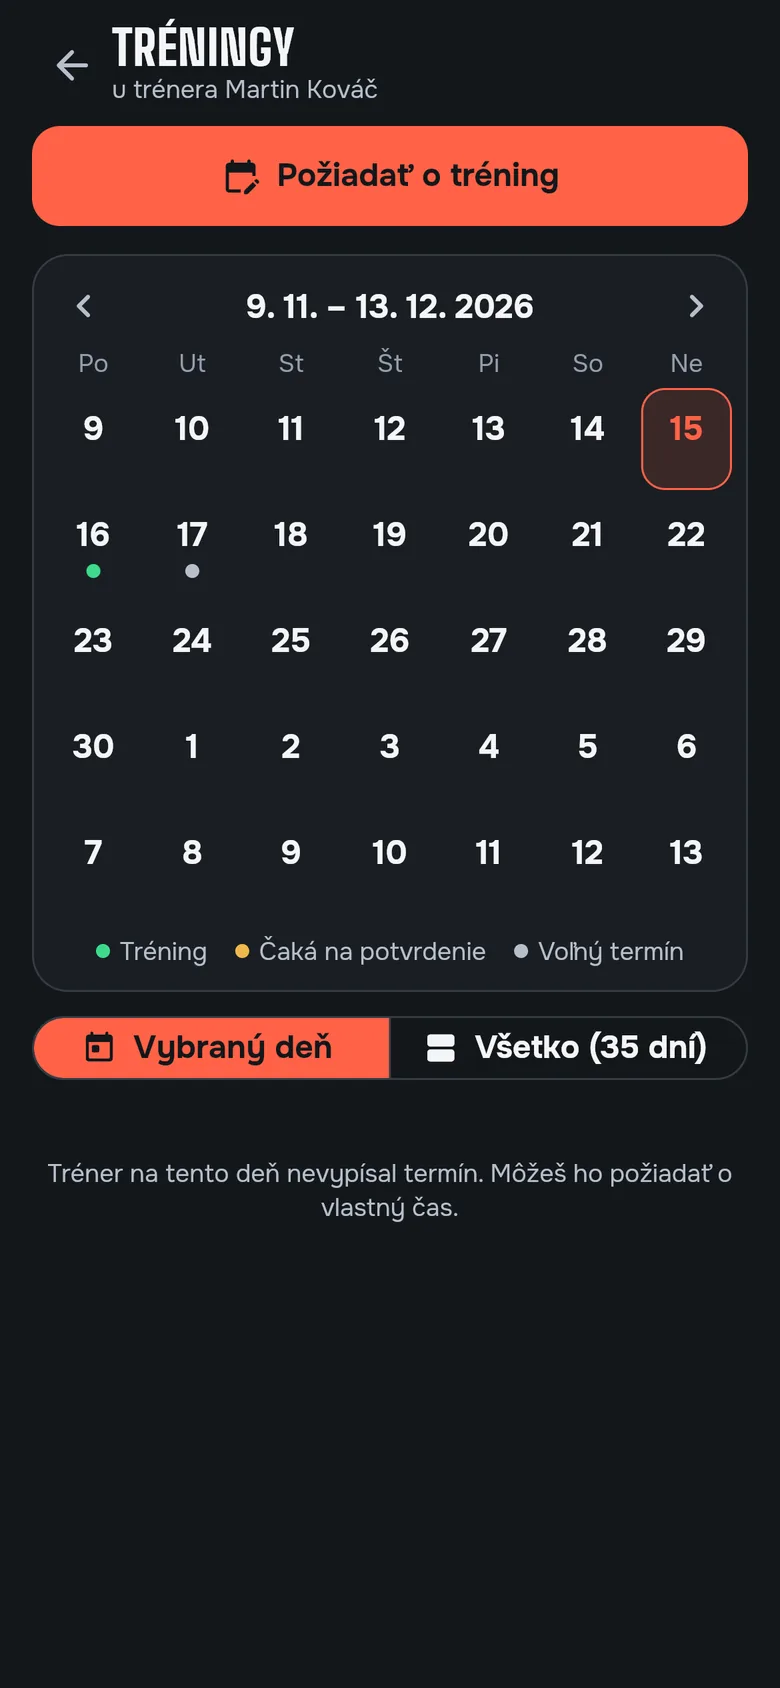 TRÉNINGY
u trénera Martin Kováč
Požiadať o tréning
9. 11. – 13. 12. 2026
Po Ut St Št Pi So Ne
9 10 11 12 13 14 15
16 17 18 19 20 21 22
23 24 25 26 27 28 29
30 1 2 3 4 5 6
7 8 9 10 11 12 13
Tréning Čaká na potvrdenie Voľný termín
Vybraný deň Všetko (35 dní)
Tréner na tento deň nevypísal termín. Môžeš ho požiadať o
vlastný čas.